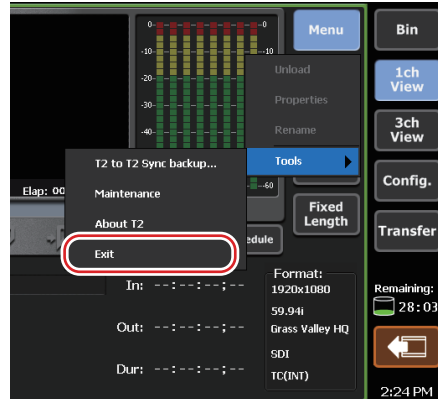 0
-0
Menu
Bin
-10
-10
Unload
1ch
View
-20
Properties
-30
Rename
3ch
View
-40
T2 to T2 Sync backup...
Tools
Config.
Elap: 00
Maintenance
-60
Fixed
Length
About T2
Transfer
edule
Exit
Format:
In: --:--:--;--
1920x1080
Remaining:
59.94i
28:03
Out: --:--:--;--
Grass Valley HQ
SDI
Dur: --:--:--;--
TC(INT)
2:24 PM